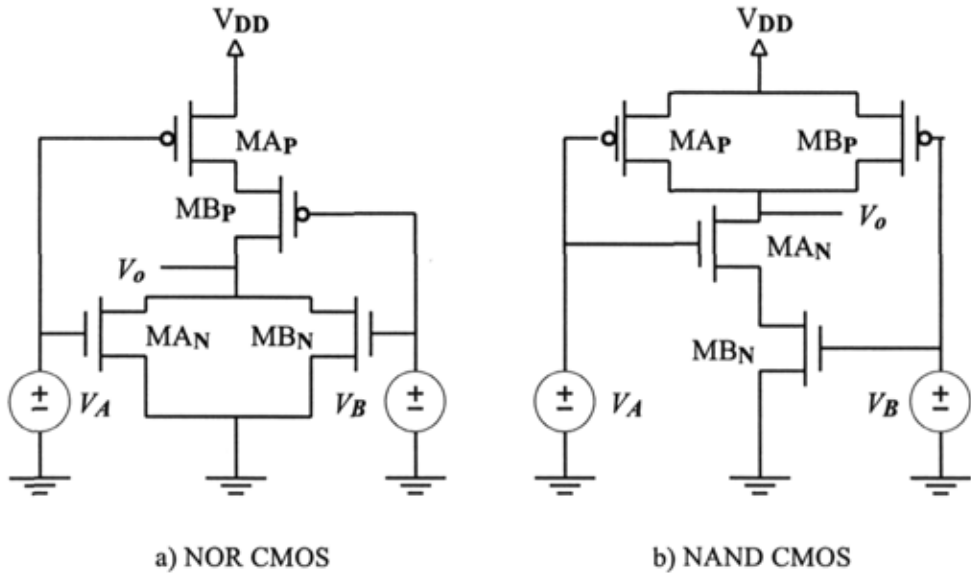 VDD
MAP
MBP
Vo
MAN
MBN
+
−
VA
VB
+
−
a) NOR CMOS
VDD
MAP
MBP
Vo
MAN
MBN
+
−
VA
VB
+
−
b) NAND CMOS